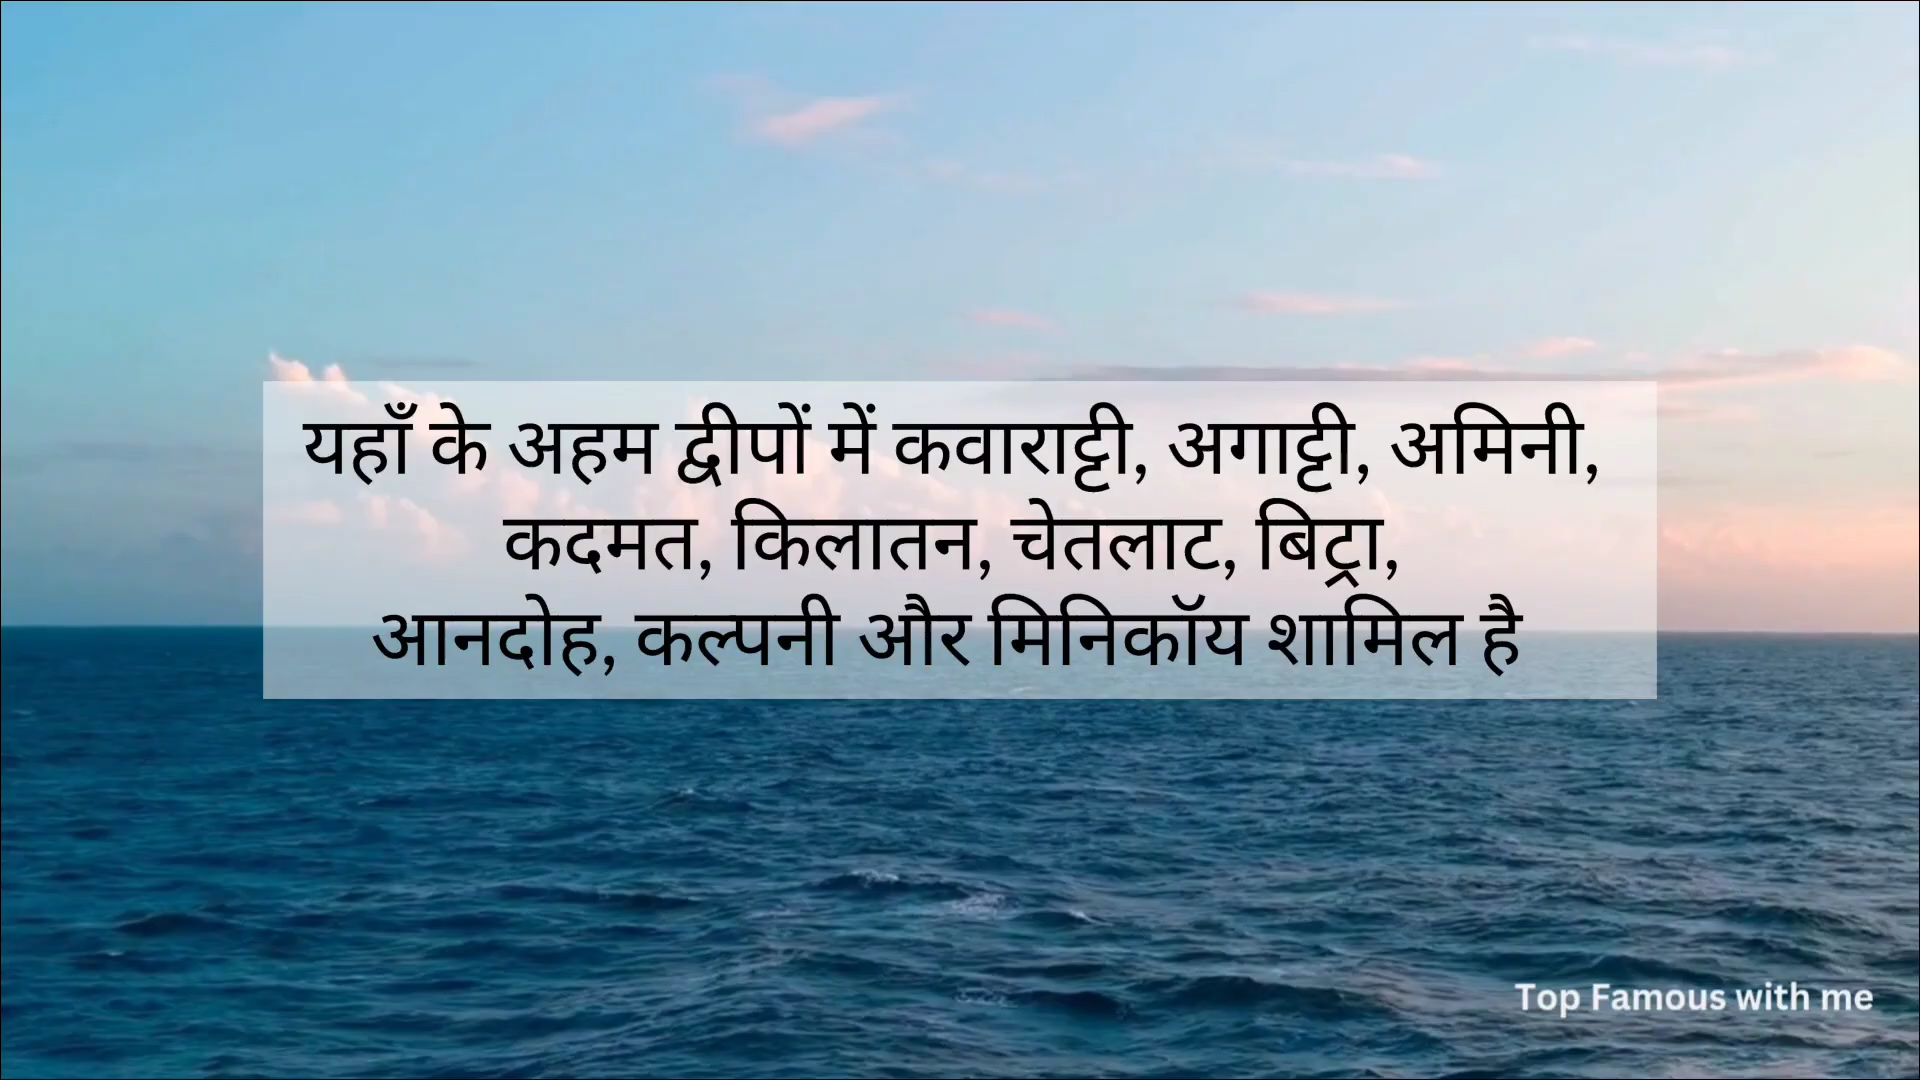 यहाँ के अहम द्वीपों में कवाराट्टी, अगाट्टी, अमिनी,
कदमत, किलातन, चेतलाट, बिट्रा,
आनदोह, कल्पनी और मिनिकॉय शामिल है
Top Famous with me